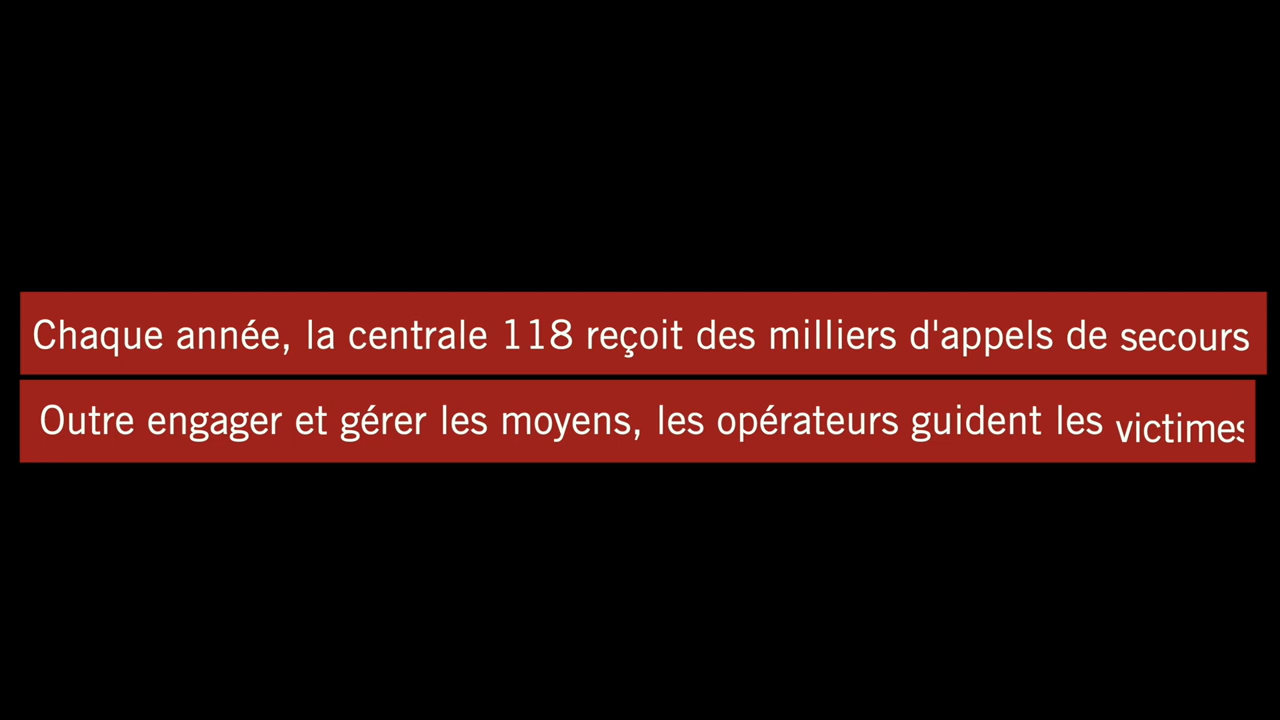 Chaque année, la centrale 118 reçoit des milliers d'appels de secours
Outre engager et gérer les moyens, les opérateurs guident les victimes